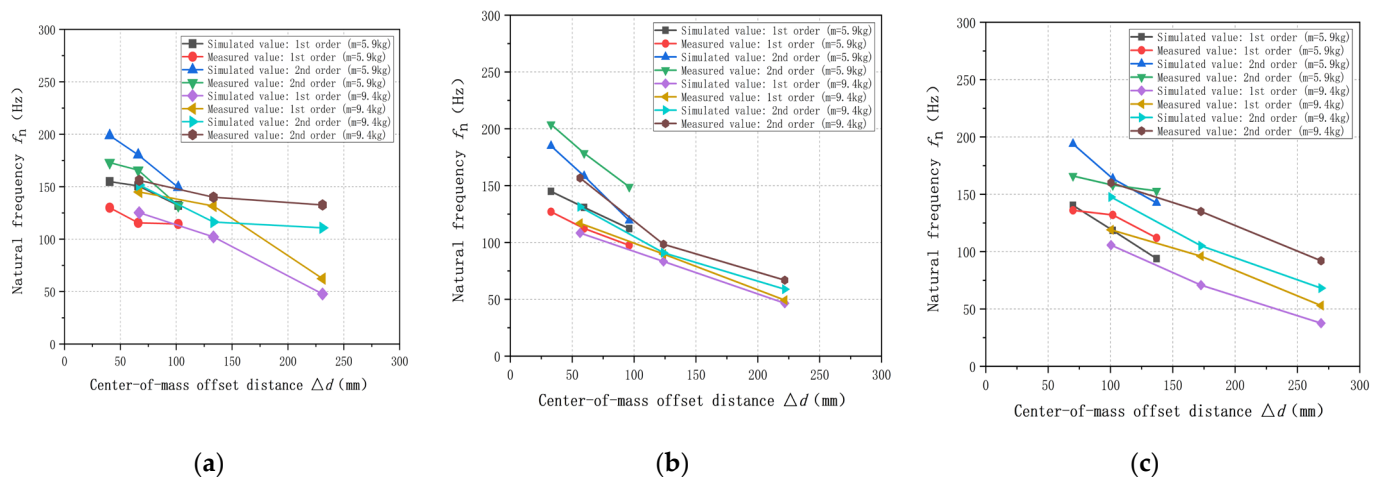 300
250
200
150
100
50
0
Natural frequency fn (Hz)
Simulated value: 1st order (m=5.9kg)
Measured value: 1st order (m=5.9kg)
Simulated value: 2nd order (m=5.9kg)
Measured value: 2nd order (m=5.9kg)
Simulated value: 1st order (m=9.4kg)
Measured value: 1st order (m=9.4kg)
Simulated value: 2nd order (m=9.4kg)
Measured value: 2nd order (m=9.4kg)
0 50 100 150 200 250 300
Center-of-mass offset distance △d (mm)
(a)
300
250
200
150
100
50
0
Natural frequency fn (Hz)
Simulated value: 1st order (m=5.9kg)
Measured value: 1st order (m=5.9kg)
Simulated value: 2nd order (m=5.9kg)
Measured value: 2nd order (m=5.9kg)
Simulated value: 1st order (m=9.4kg)
Measured value: 1st order (m=9.4kg)
Simulated value: 2nd order (m=9.4kg)
Measured value: 2nd order (m=9.4kg)
0 50 100 150 200 250 300
Center-of-mass offset distance △d (mm)
(b)
300
250
200
150
100
50
0
Natural frequency fn (Hz)
Simulated value: 1st order (m=5.9kg)
Measured value: 1st order (m=5.9kg)
Simulated value: 2nd order (m=5.9kg)
Measured value: 2nd order (m=5.9kg)
Simulated value: 1st order (m=9.4kg)
Measured value: 1st order (m=9.4kg)
Simulated value: 2nd order (m=9.4kg)
Measured value: 2nd order (m=9.4kg)
0 50 100 150 200 250 300
Center-of-mass offset distance △d (mm)
(c)